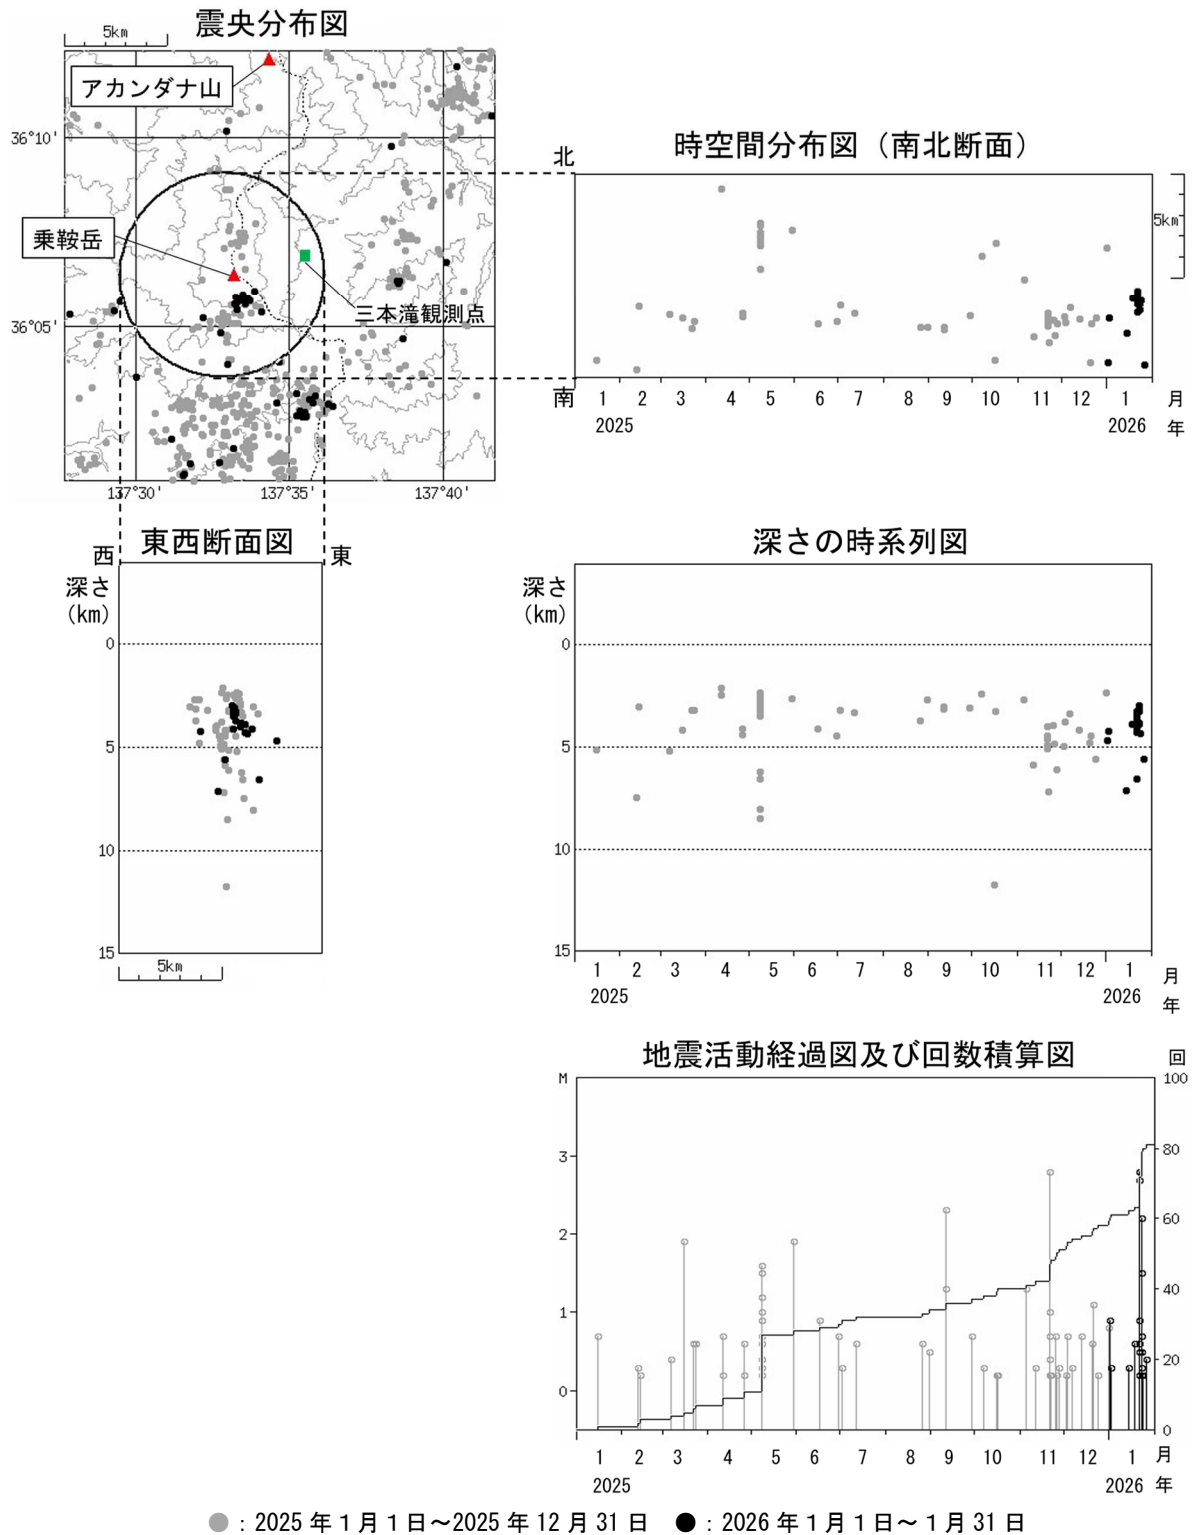 震央分布図
5km
アカンダナ山
36°10'
乗鞍岳
三本滝観測点
36°05'
137°30' 137°35' 137°40'
時空間分布図（南北断面）
北
5km
南
1 2 3 4 5 6 7 8 9 10 11 12 1 月
2025 2026 年
東西断面図
西 東
深さ
(km)
0
5
10
15
5km
深さの時系列図
深さ
(km)
0
5
10
15
1 2 3 4 5 6 7 8 9 10 11 12 1 月
2025 2026 年
地震活動経過図及び回数積算図
M 回
100
3 80
2 60
1 40
0 20
0
1 2 3 4 5 6 7 8 9 10 11 12 1 月
2025 2026 年
●：2025年1月1日～2025年12月31日 ●：2026年1月1日～1月31日